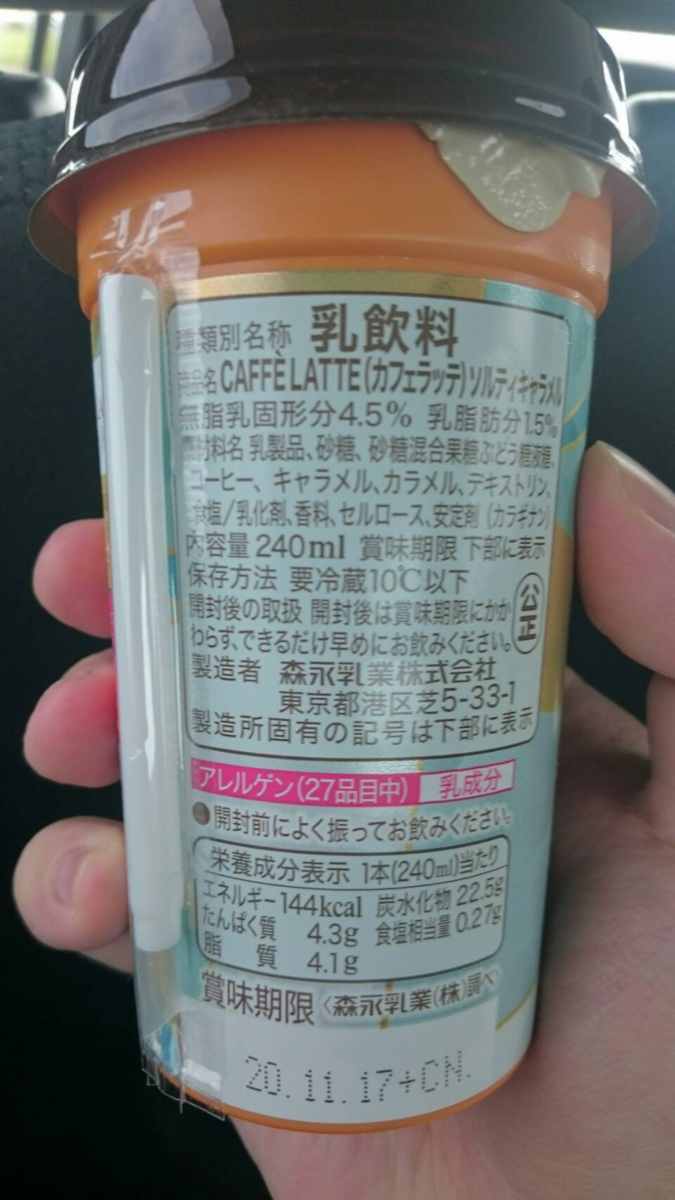 種類別名称 乳飲料
商品名 CAFFÈ LATTE(カフェラッテ)ソルティキャラメル
無脂乳固形分4.5% 乳脂肪分1.5%
原材料名 乳製品、砂糖、砂糖混合果糖ぶどう糖液糖、
コーヒー、キャラメル、カラメル、デキストリン、
食塩/乳化剤、香料、セルロース、安定剤(カラギナン)
内容量 240ml 賞味期限 下部に表示
保存方法 要冷蔵10℃以下
開封後の取扱 開封後は賞味期限にかか
わらず、できるだけ早めにお飲みください。
公正
製造者 森永乳業株式会社
東京都港区芝5-33-1
製造所固有の記号は下部に表示
アレルゲン(27品目中) 乳成分
●開封前によく振ってお飲みください。
栄養成分表示 1本(240ml)当たり
エネルギー144kcal 炭水化物 22.5g
たんぱく質 4.3g 食塩相当量 0.27g
脂質 4.1g
賞味期限〈森永乳業(株)調べ〉
20.11.17+CN.